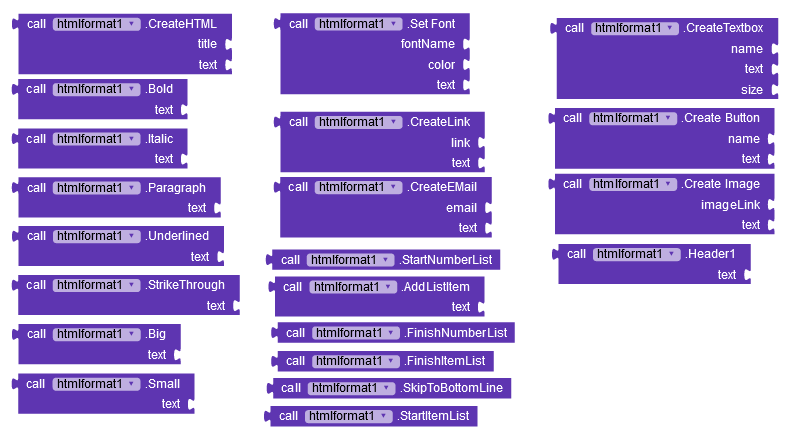 call htmlformat1 .CreateHTML
title
text
call htmlformat1 .Bold
text
call htmlformat1 .Italic
text
call htmlformat1 .Paragraph
text
call htmlformat1 .Underlined
text
call htmlformat1 .StrikeThrough
text
call htmlformat1 .Big
text
call htmlformat1 .Small
text
call htmlformat1 .Set Font
fontName
color
text
call htmlformat1 .CreateLink
link
text
call htmlformat1 .CreateEMail
email
text
call htmlformat1 .StartNumberList
call htmlformat1 .AddListItem
text
call htmlformat1 .FinishNumberList
call htmlformat1 .FinishItemList
call htmlformat1 .SkipToBottomLine
call htmlformat1 .StartItemList
call htmlformat1 .CreateTextbox
name
text
size
call htmlformat1 .Create Button
name
text
call htmlformat1 .Create Image
imageLink
text
call htmlformat1 .Header1
text